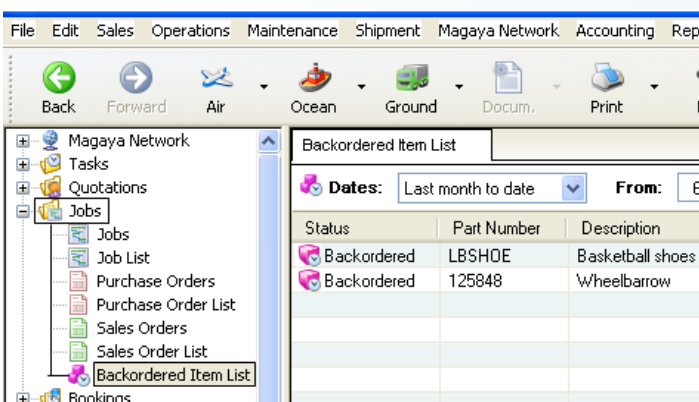 File Edit Sales Operations Maintenance Shipment Magaya Network Accounting Rep
Back Forward Air Ocean Ground Docum. Print
Magaya Network
Tasks
Quotations
Jobs
Jobs
Job List
Purchase Orders
Purchase Order List
Sales Orders
Sales Order List
Backordered Item List
Bookings
Backordered Item List
Dates: Last month to date From:
Status Part Number Description
Backordered LBSHOE Basketball shoes
Backordered 125848 Wheelbarrow